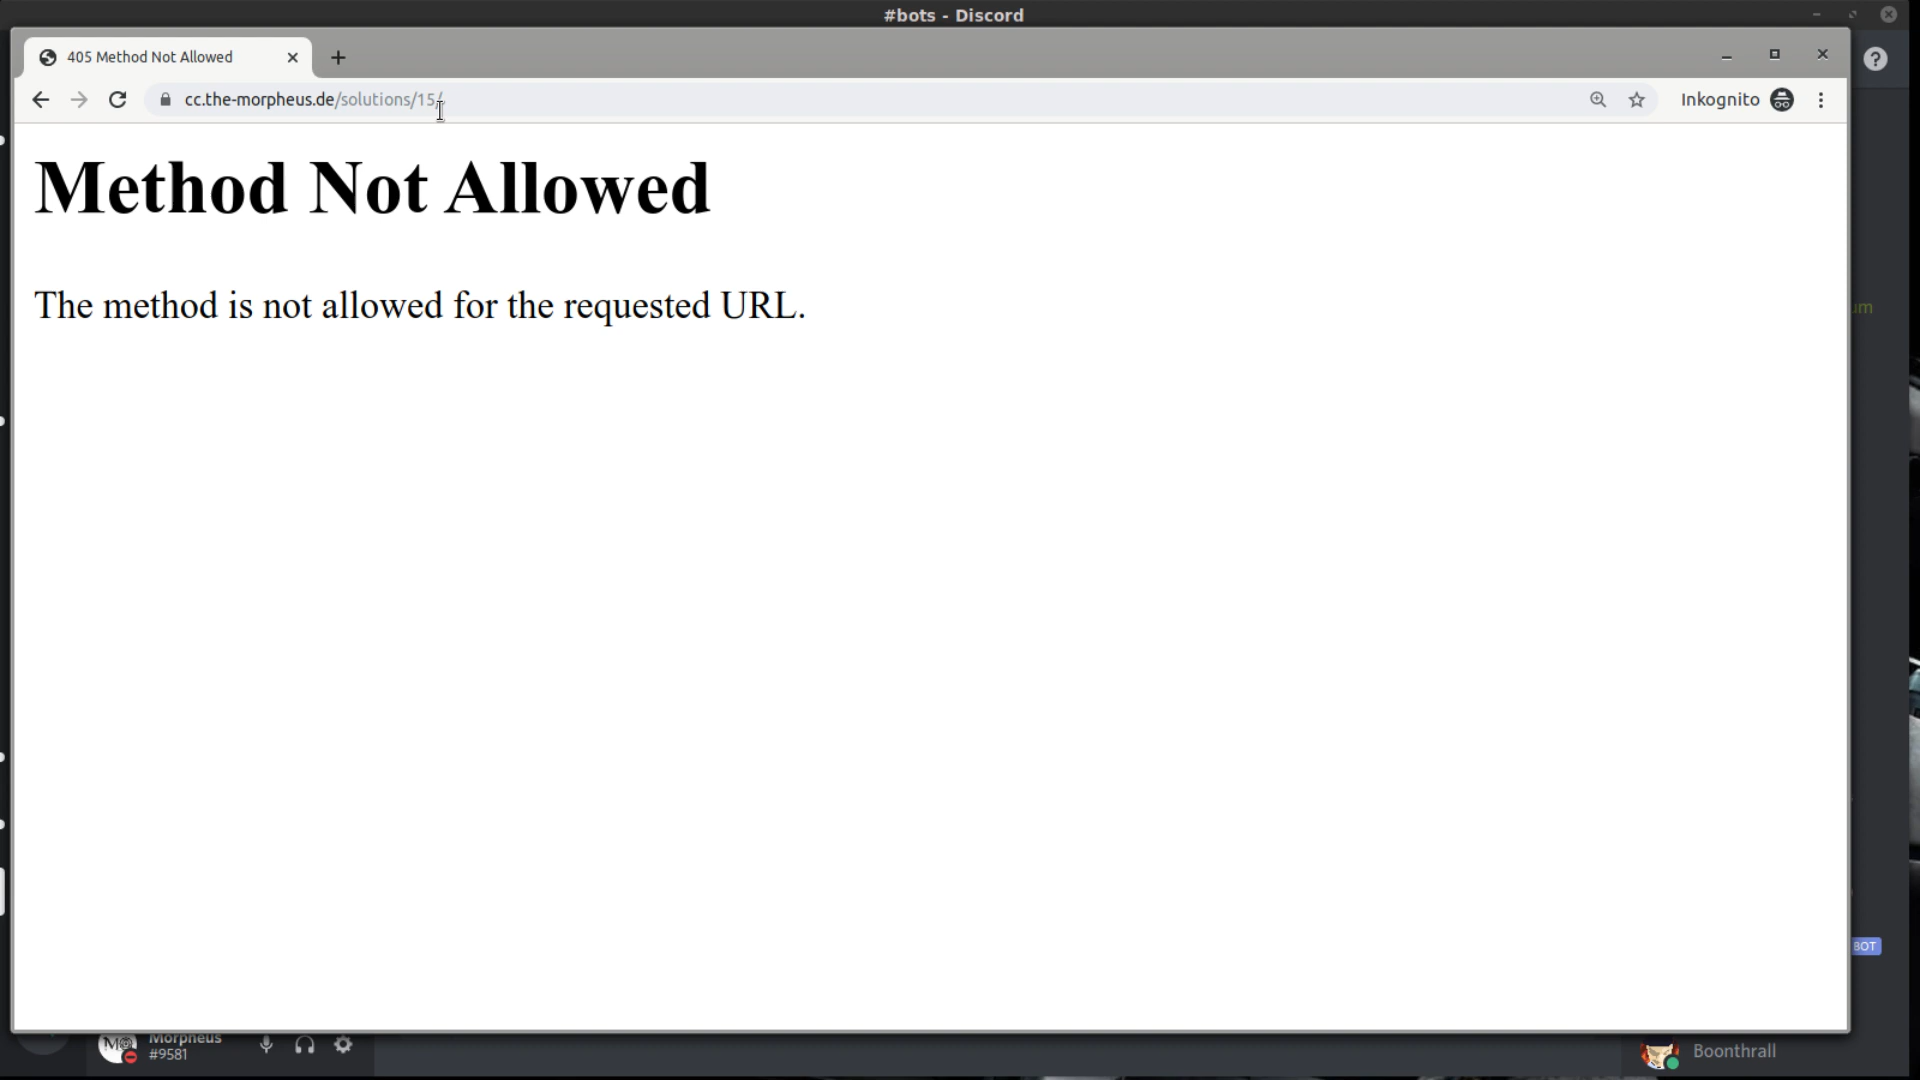 #bots - Discord
405 Method Not Allowed
cc.the-morpheus.de/solutions/15/
Inkognito
Method Not Allowed
The method is not allowed for the requested URL.
um
BOT
Morpheus
#9581
Boonthrall